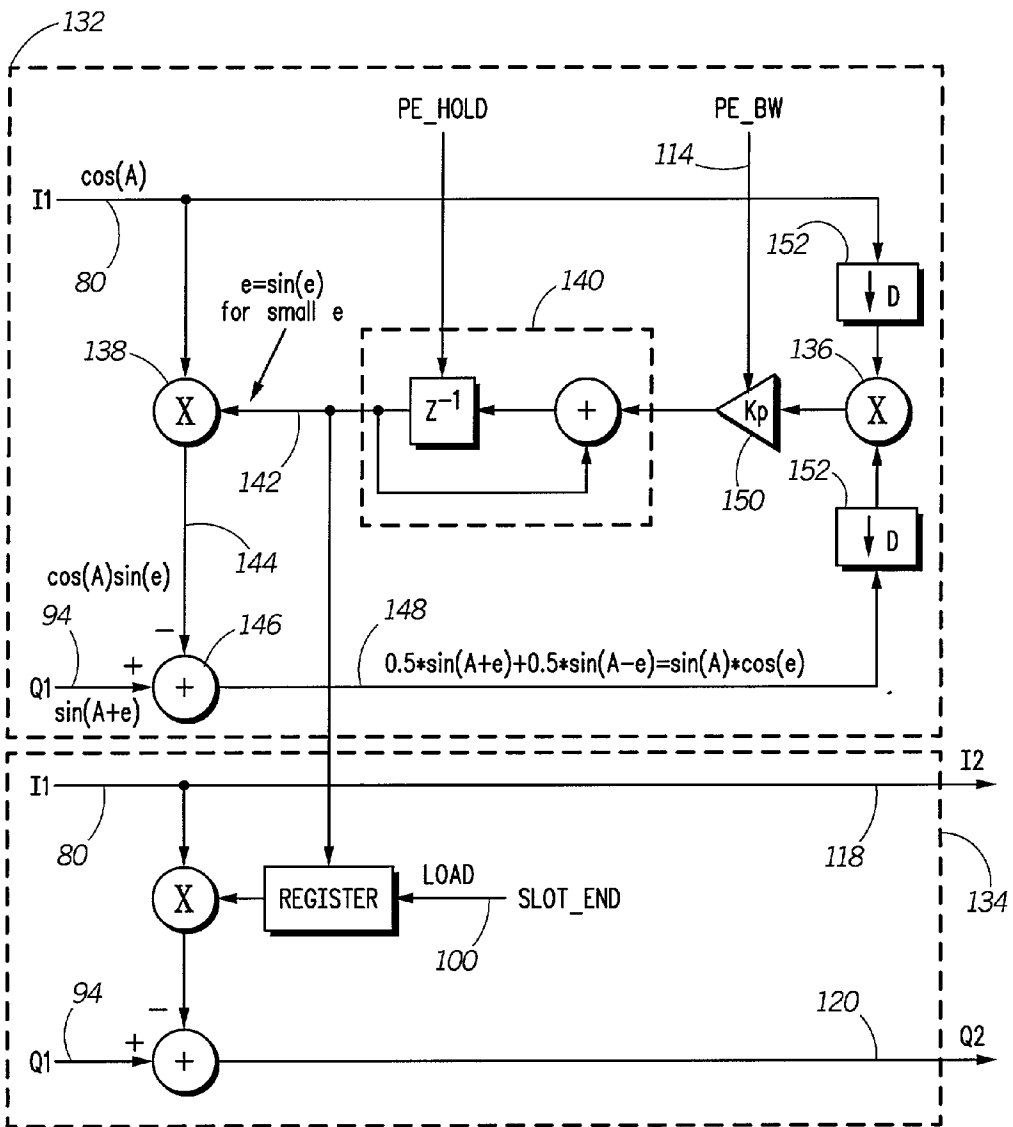 132
PE_HOLD
PE_BW
114
cos(A)
I1
80
152
↓ D
e=sin(e)
for small e
140
138
136
X
Z⁻¹
+
Kp
X
142
150
152
↓ D
144
cos(A)sin(e)
94
−
146
148
+
0.5*sin(A+e)+0.5*sin(A-e)=sin(A)*cos(e)
Q1
+
sin(A+e)
I1
I2
80
118
X
REGISTER
LOAD
SLOT_END
134
100
94
−
120
+
Q1
+
Q2